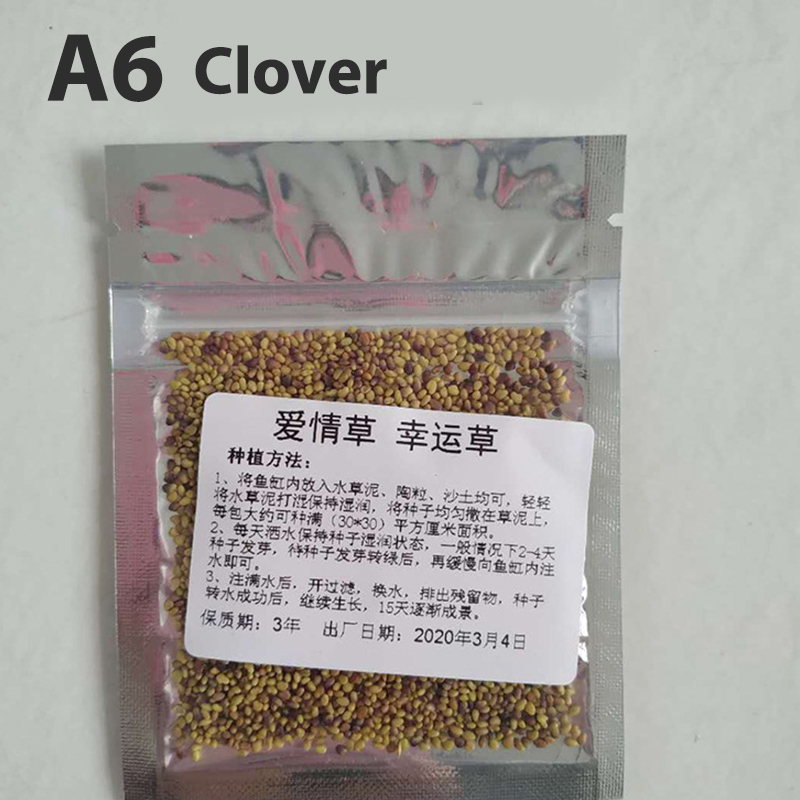 A6 Clover
爱情草 幸运草
种植方法：
1、将鱼缸内放入水草泥、陶粒、沙土均可，轻轻
将水草泥打湿保持湿润，将种子均匀撒在草泥上，
每包大约可种满（30*30）平方厘米面积。
2、每天洒水保持种子湿润状态，一般情况下2-4天
种子发芽，待种子发芽转绿后，再缓慢向鱼缸内注
水即可。
3、注满水后，开过滤，换水，排出残留物，种子
转水成功后，继续生长，15天逐渐成景。
保质期：3年 出厂日期：2020年3月4日